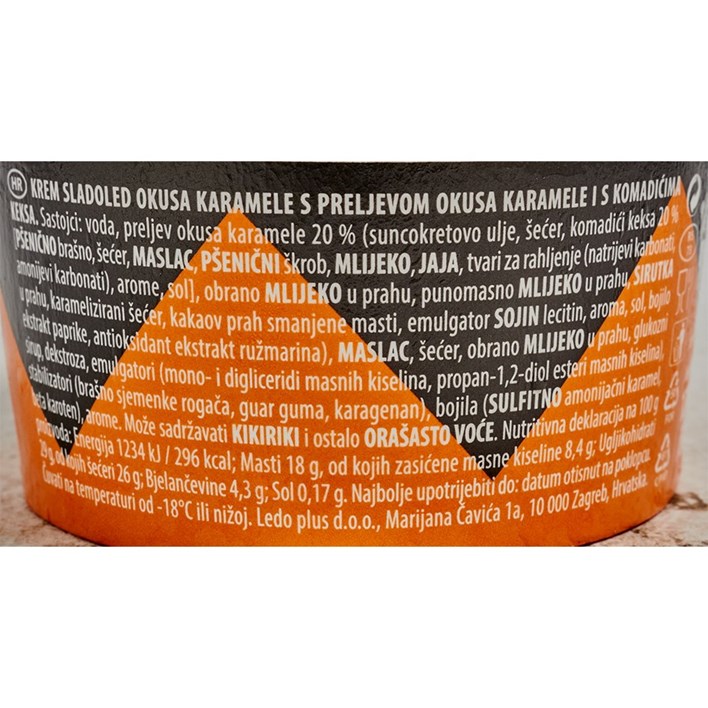 HR KREM SLADOLED OKUSA KARAMELE S PRELJEVOM OKUSA KARAMELE I S KOMADIĆIMA
KEKSA. Sastojci: voda, preljev okusa karamele 20 % (suncokretovo ulje, šećer, komadići keksa 20 %
[PŠENIČNO brašno, šećer, MASLAC, PŠENIČNI škrob, MLIJEKO, JAJA, tvari za rahljenje (natrijevi karbonati,
amonijevi karbonati), arome, sol], obrano MLIJEKO u prahu, punomasno MLIJEKO u prahu, SIRUTKA
u prahu, karamelizirani šećer, kakaov prah smanjene masti, emulgator SOJIN lecitin, aroma, sol, bojilo
ekstrakt paprike, antioksidant ekstrakt ružmarina), MASLAC, šećer, obrano MLIJEKO u prahu, glukozni
sirup, dekstroza, emulgatori (mono- i digliceridi masnih kiselina, propan-1,2-diol esteri masnih kiselina),
stabilizatori (brašno sjemenke rogača, guar guma, karagenan), bojila (SULFITNO amonijačni karamel,
beta karoten), arome. Može sadržavati KIKIRIKI i ostalo ORAŠASTO VOĆE. Nutritivna deklaracija na 100 g
proizvoda: Energija 1234 kJ / 296 kcal; Masti 18 g, od kojih zasićene masne kiseline 8,4 g; Ugljikohidrati
29 g, od kojih šećeri 26 g; Bjelančevine 4,3 g; Sol 0,17 g. Najbolje upotrijebiti do: datum otisnut na poklopcu.
Čuvati na temperaturi od -18°C ili nižoj. Ledo plus d.o.o., Marijana Čavića 1a, 10 000 Zagreb, Hrvatska.